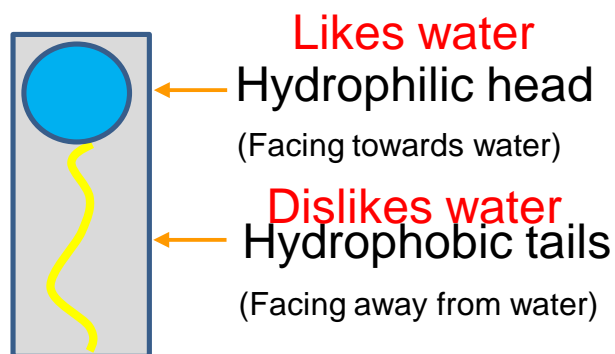 Likes water
Hydrophilic head
(Facing towards water)
Dislikes water
Hydrophobic tails
(Facing away from water)